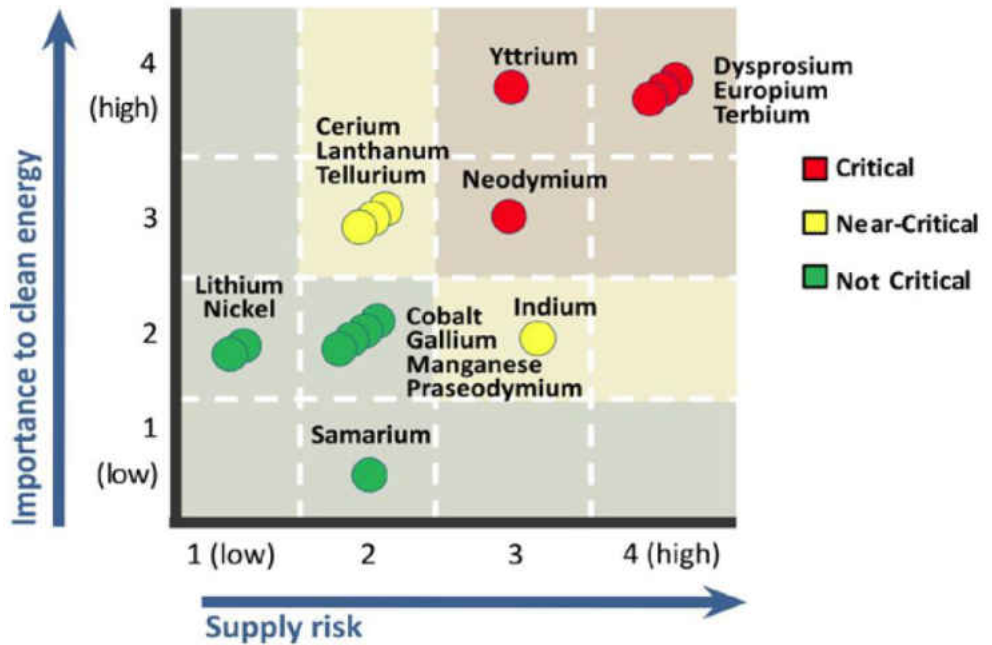 Importance to clean energy
4
(high)
3
2
1
(low)
Yttrium
Dysprosium
Europium
Terbium
Cerium
Lanthanum
Tellurium
Neodymium
Lithium
Nickel
Cobalt
Gallium
Manganese
Praseodymium
Indium
Samarium
Critical
Near-Critical
Not Critical
1 (low)
2
3
4 (high)
Supply risk